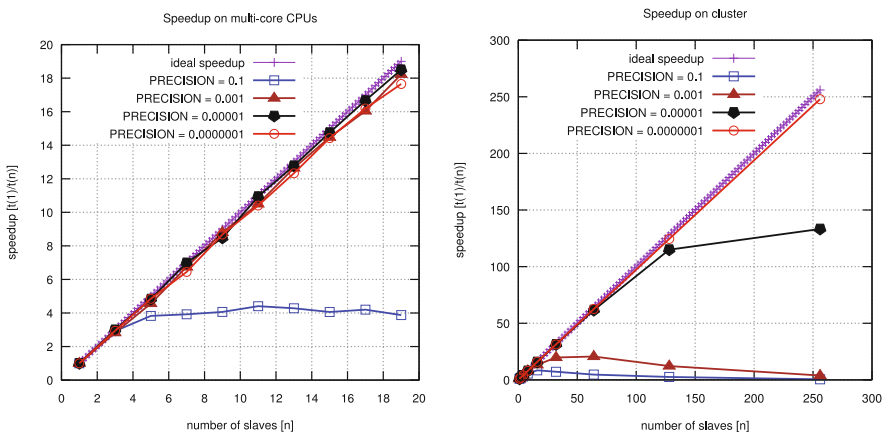 Speedup on multi-core CPUs
speedup [t(1)/t(n)]
20
18
16
14
12
10
8
6
4
2
0
ideal speedup
PRECISION = 0.1
PRECISION = 0.001
PRECISION = 0.00001
PRECISION = 0.0000001
0 2 4 6 8 10 12 14 16 18 20
number of slaves [n]
Speedup on cluster
speedup [t(1)/t(n)]
300
250
200
150
100
50
0
ideal speedup
PRECISION = 0.1
PRECISION = 0.001
PRECISION = 0.00001
PRECISION = 0.0000001
0 50 100 150 200 250 300
number of slaves [n]